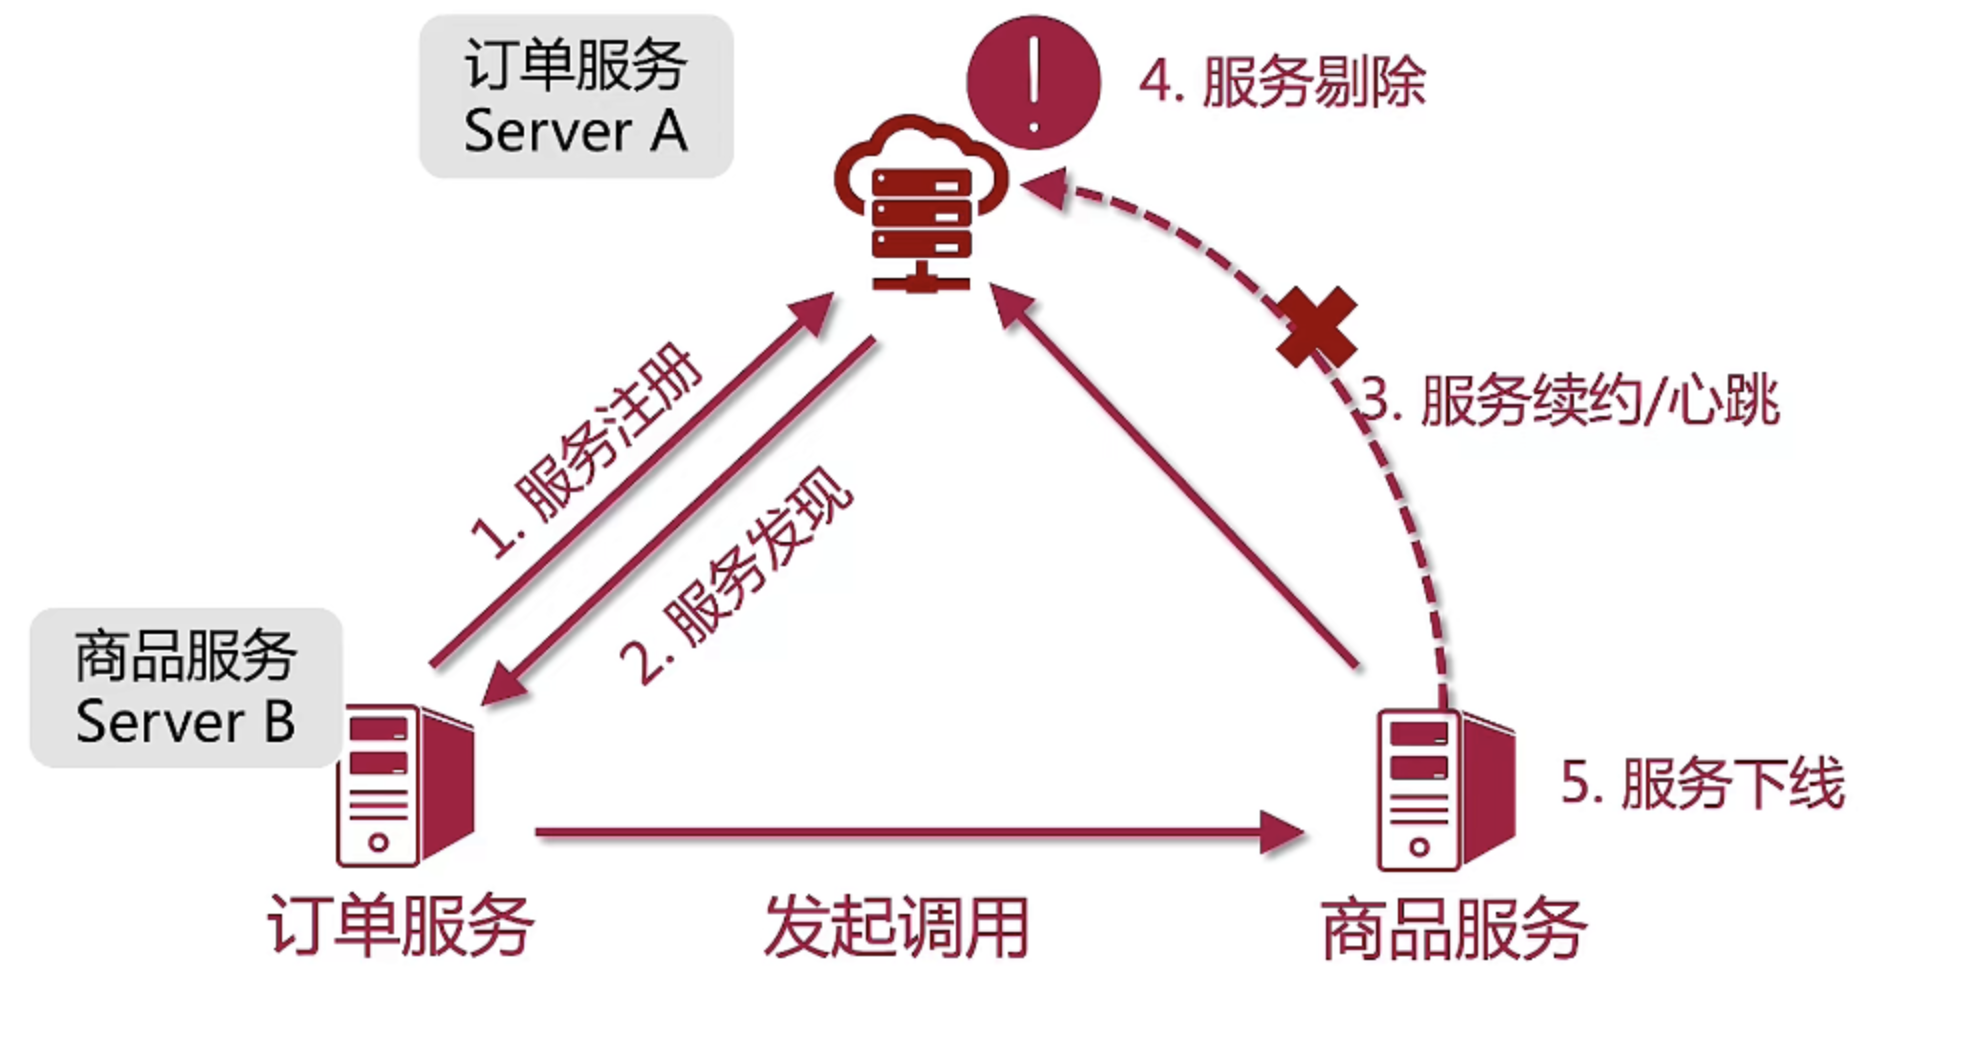 订单服务
Server A
4. 服务剔除
1. 服务注册
3. 服务续约/心跳
2. 服务发现
商品服务
Server B
5. 服务下线
订单服务
发起调用
商品服务